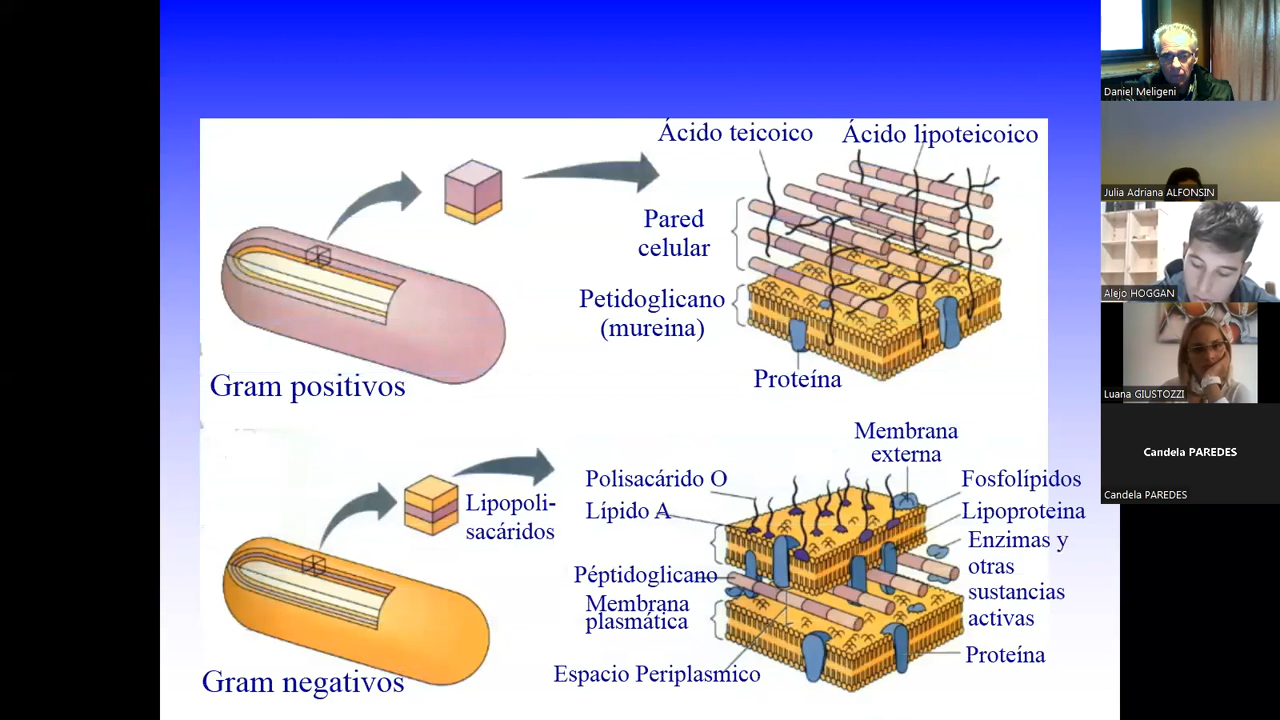 Ácido teicoico
Ácido lipoteicoico
Pared
celular
Petidoglicano
(mureina)
Proteína
Gram positivos
Membrana
externa
Polisacárido O
Lípido A
Lipopoli-
sacáridos
Fosfolípidos
Lipoproteina
Enzimas y
otras
sustancias
activas
Péptidoglicano
Membrana
plasmática
Espacio Periplasmico
Proteína
Gram negativos
Daniel Meligeni
Julia Adriana ALFONSIN
Alejo HOGGAN
Luana GIUSTOZZI
Candela PAREDES
Candela PAREDES